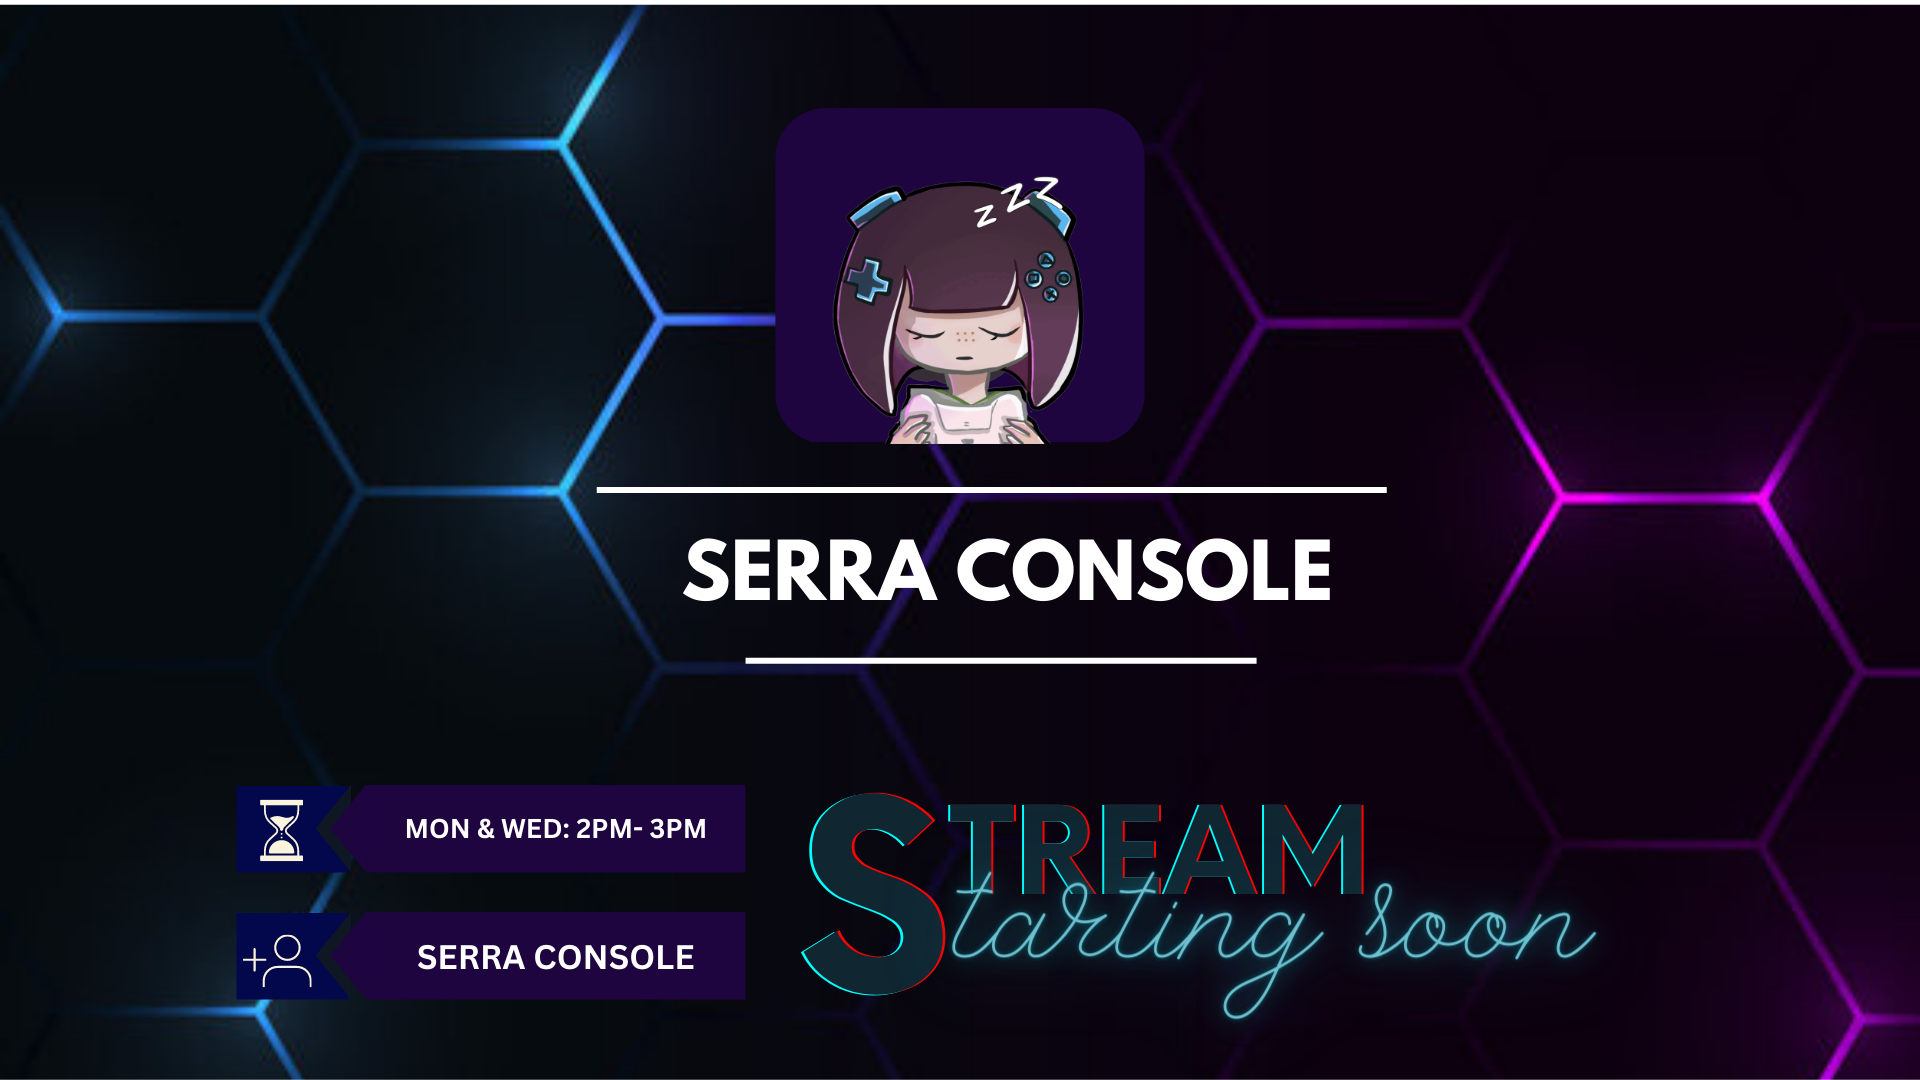 z z z
SERRA CONSOLE
MON & WED: 2PM- 3PM
SERRA CONSOLE
STREAM
Starting soon